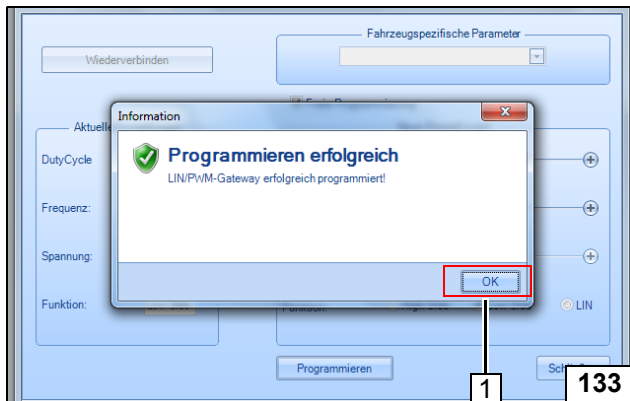 Fahrzeugspezifische Parameter
Wiederverbinden
Information
Aktuelle
Programmieren erfolgreich
LIN/PWM-Gateway erfolgreich programmiert!
DutyCycle
Frequenz:
Spannung:
OK
Funktion:
LIN
Programmieren
1
133